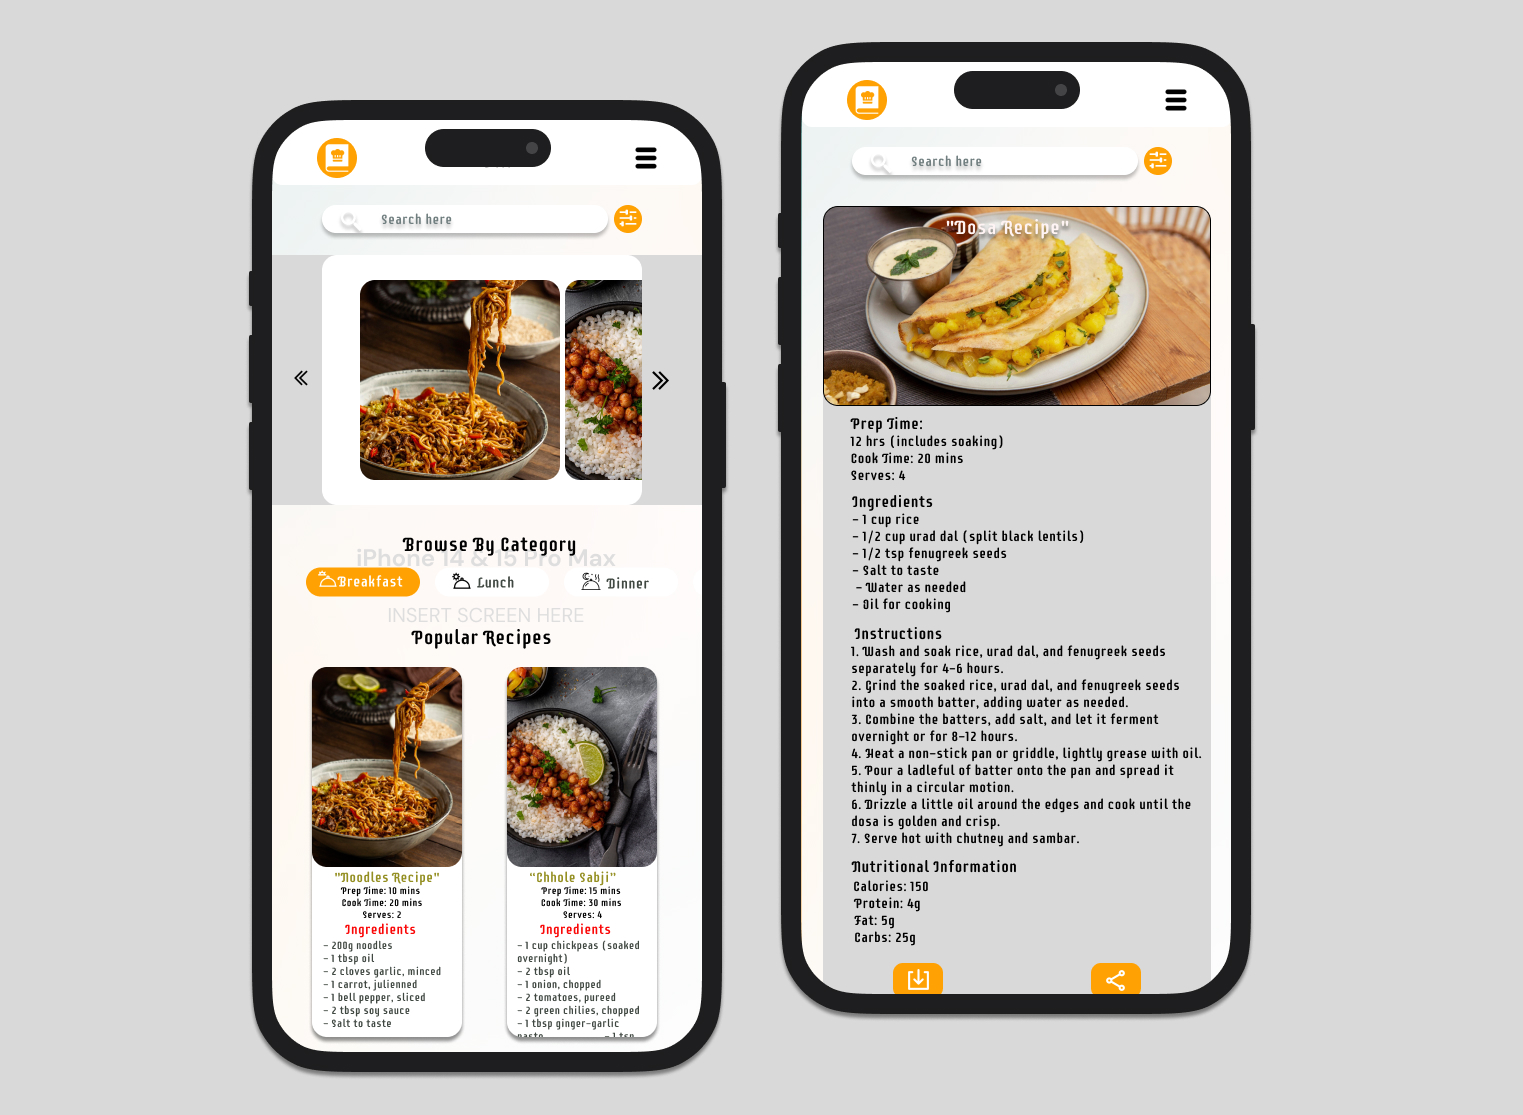 Search here
Browse By Category
iPhone 14 & 15 Pro Max
Breakfast
Lunch
Dinner
INSERT SCREEN HERE
Popular Recipes
"Noodles Recipe"
Prep Time: 10 mins
Cook Time: 20 mins
Serves: 2
Ingredients
- 200g noodles
- 1 tbsp oil
- 2 cloves garlic, minced
- 1 carrot, julienned
- 1 bell pepper, sliced
- 2 tbsp soy sauce
- Salt to taste
“Chhole Sabji”
Prep Time: 15 mins
Cook Time: 30 mins
Serves: 4
Ingredients
- 1 cup chickpeas (soaked
overnight)
- 2 tbsp oil
- 1 onion, chopped
- 2 tomatoes, pureed
- 2 green chilies, chopped
- 1 tbsp ginger-garlic
paste - 1 tsp
Search here
"Dosa Recipe"
Prep Time:
12 hrs (includes soaking)
Cook Time: 20 mins
Serves: 4
Ingredients
- 1 cup rice
- 1/2 cup urad dal (split black lentils)
- 1/2 tsp fenugreek seeds
- Salt to taste
- Water as needed
- Oil for cooking
Instructions
1. Wash and soak rice, urad dal, and fenugreek seeds
separately for 4-6 hours.
2. Grind the soaked rice, urad dal, and fenugreek seeds
into a smooth batter, adding water as needed.
3. Combine the batters, add salt, and let it ferment
overnight or for 8-12 hours.
4. Heat a non-stick pan or griddle, lightly grease with oil.
5. Pour a ladleful of batter onto the pan and spread it
thinly in a circular motion.
6. Drizzle a little oil around the edges and cook until the
dosa is golden and crisp.
7. Serve hot with chutney and sambar.
Nutritional Information
Calories: 150
Protein: 4g
Fat: 5g
Carbs: 25g